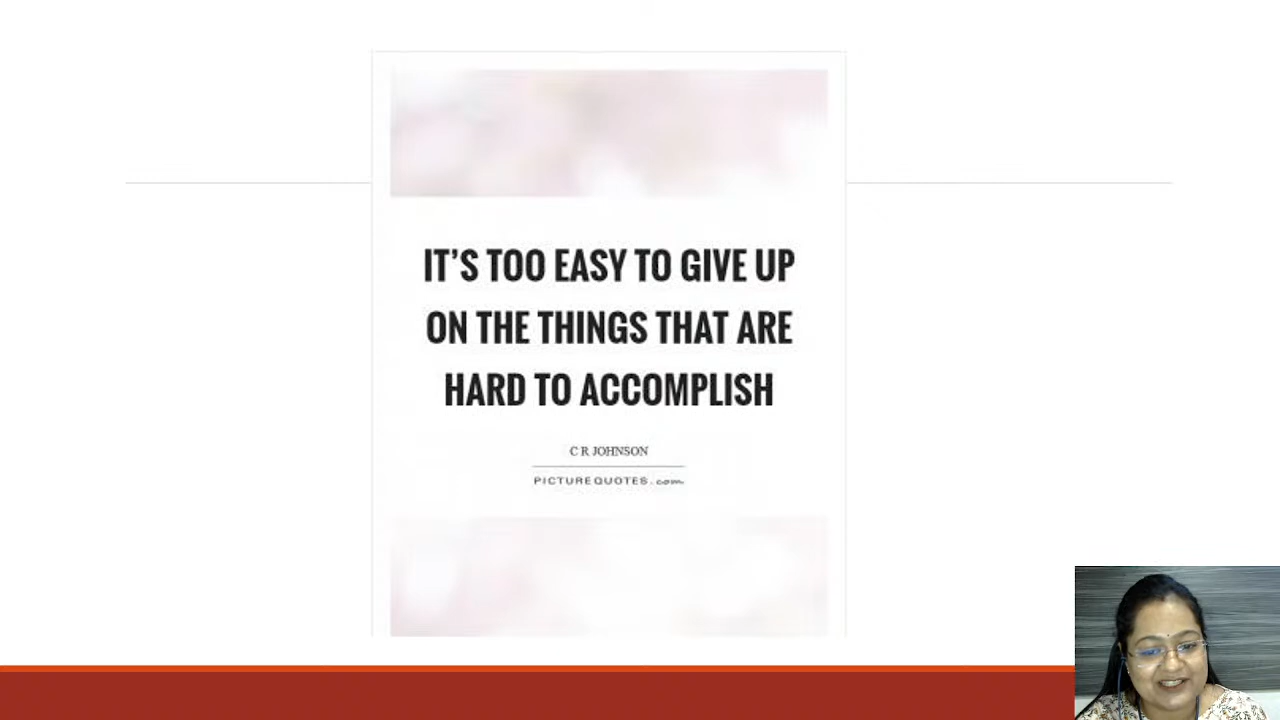 IT'S TOO EASY TO GIVE UP
ON THE THINGS THAT ARE
HARD TO ACCOMPLISH
C R JOHNSON
PICTUREQUOTES.com